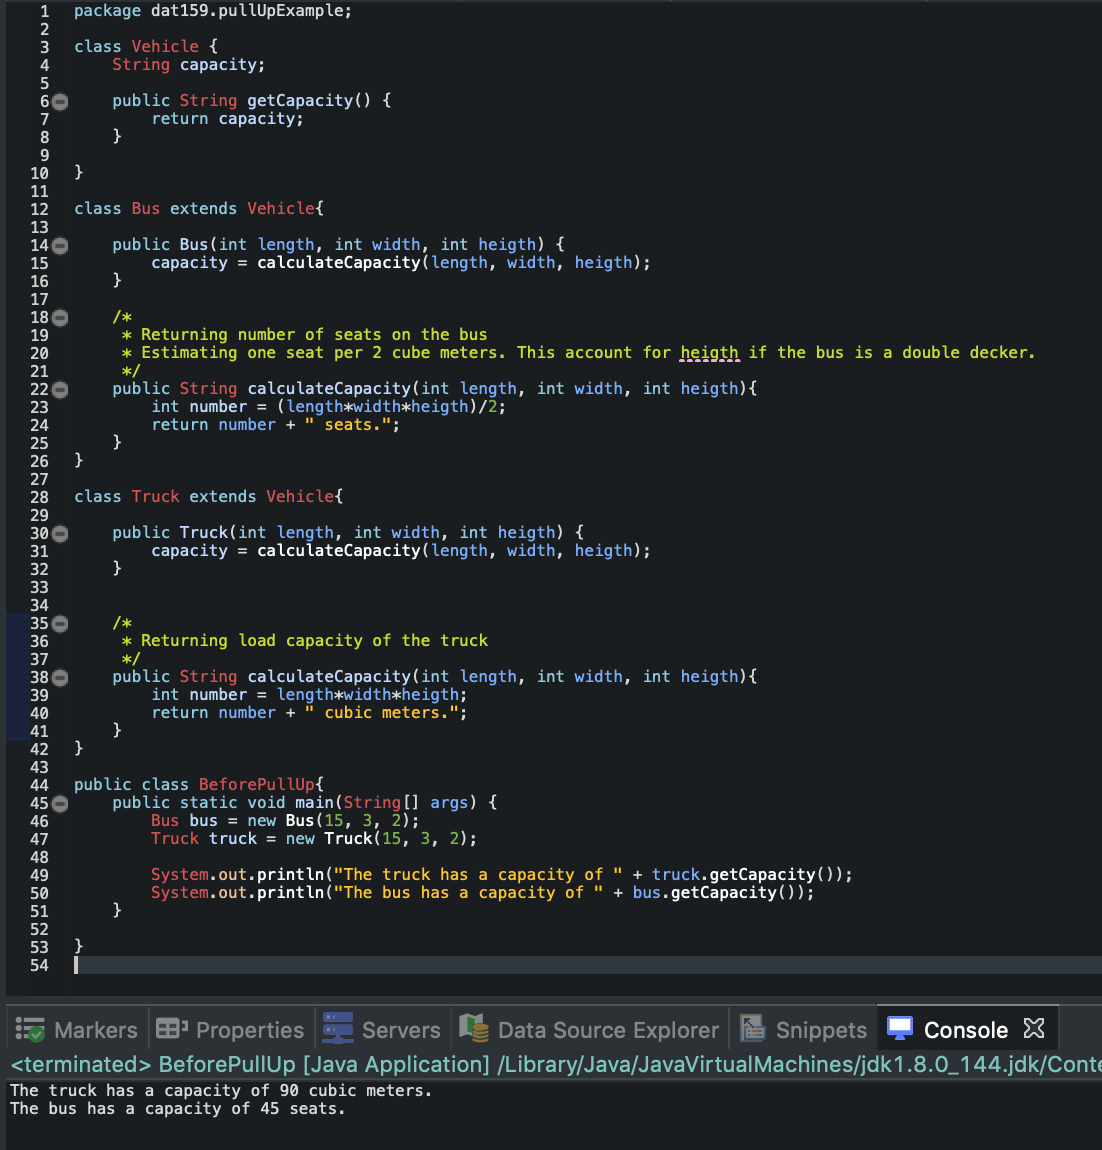 1 package dat159.pullUpExample;
2
3 class Vehicle {
4 String capacity;
5
6 public String getCapacity() {
7 return capacity;
8 }
9
10 }
11
12 class Bus extends Vehicle{
13
14 public Bus(int length, int width, int heigth) {
15 capacity = calculateCapacity(length, width, heigth);
16 }
17
18 /*
19 * Returning number of seats on the bus
20 * Estimating one seat per 2 cube meters. This account for heigth if the bus is a double decker.
21 */
22 public String calculateCapacity(int length, int width, int heigth){
23 int number = (length*width*heigth)/2;
24 return number + " seats.";
25 }
26 }
27
28 class Truck extends Vehicle{
29
30 public Truck(int length, int width, int heigth) {
31 capacity = calculateCapacity(length, width, heigth);
32 }
33
34
35 /*
36 * Returning load capacity of the truck
37 */
38 public String calculateCapacity(int length, int width, int heigth){
39 int number = length*width*heigth;
40 return number + " cubic meters.";
41 }
42 }
43
44 public class BeforePullUp{
45 public static void main(String[] args) {
46 Bus bus = new Bus(15, 3, 2);
47 Truck truck = new Truck(15, 3, 2);
48
49 System.out.println("The truck has a capacity of " + truck.getCapacity());
50 System.out.println("The bus has a capacity of " + bus.getCapacity());
51 }
52
53 }
54
Markers Properties Servers Data Source Explorer Snippets Console
<terminated> BeforePullUp [Java Application] /Library/Java/JavaVirtualMachines/jdk1.8.0_144.jdk/Conte
The truck has a capacity of 90 cubic meters.
The bus has a capacity of 45 seats.